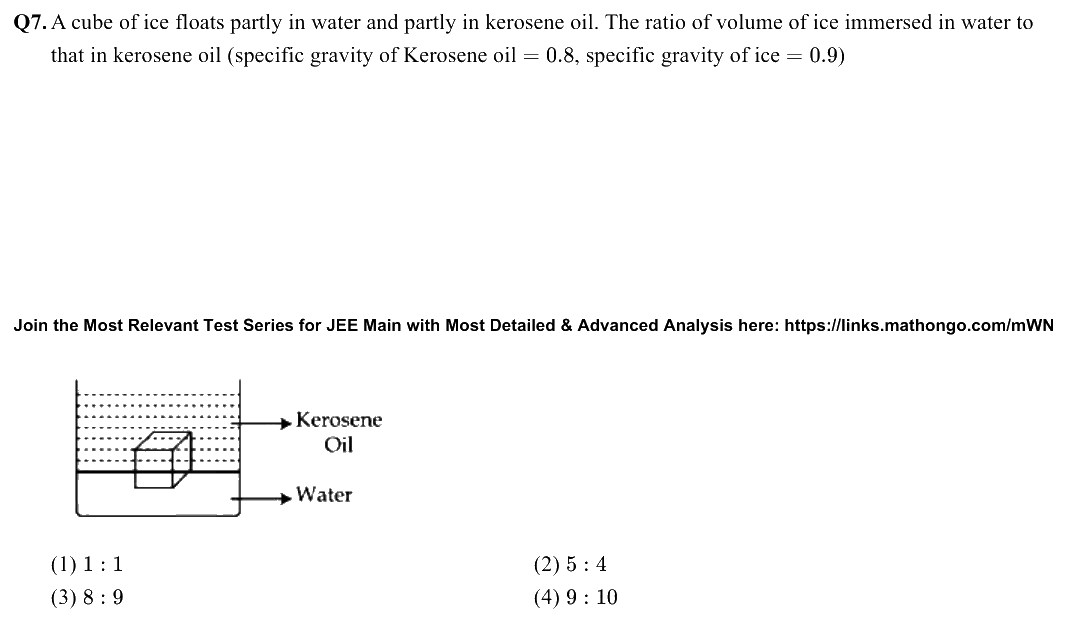 Q7. A cube of ice floats partly in water and partly in kerosene oil. The ratio of volume of ice immersed in water to
that in kerosene oil (specific gravity of Kerosene oil = 0.8, specific gravity of ice = 0.9)
Join the Most Relevant Test Series for JEE Main with Most Detailed & Advanced Analysis here: https://links.mathongo.com/mWN
Kerosene
Oil
Water
(1) 1 : 1
(2) 5 : 4
(3) 8 : 9
(4) 9 : 10